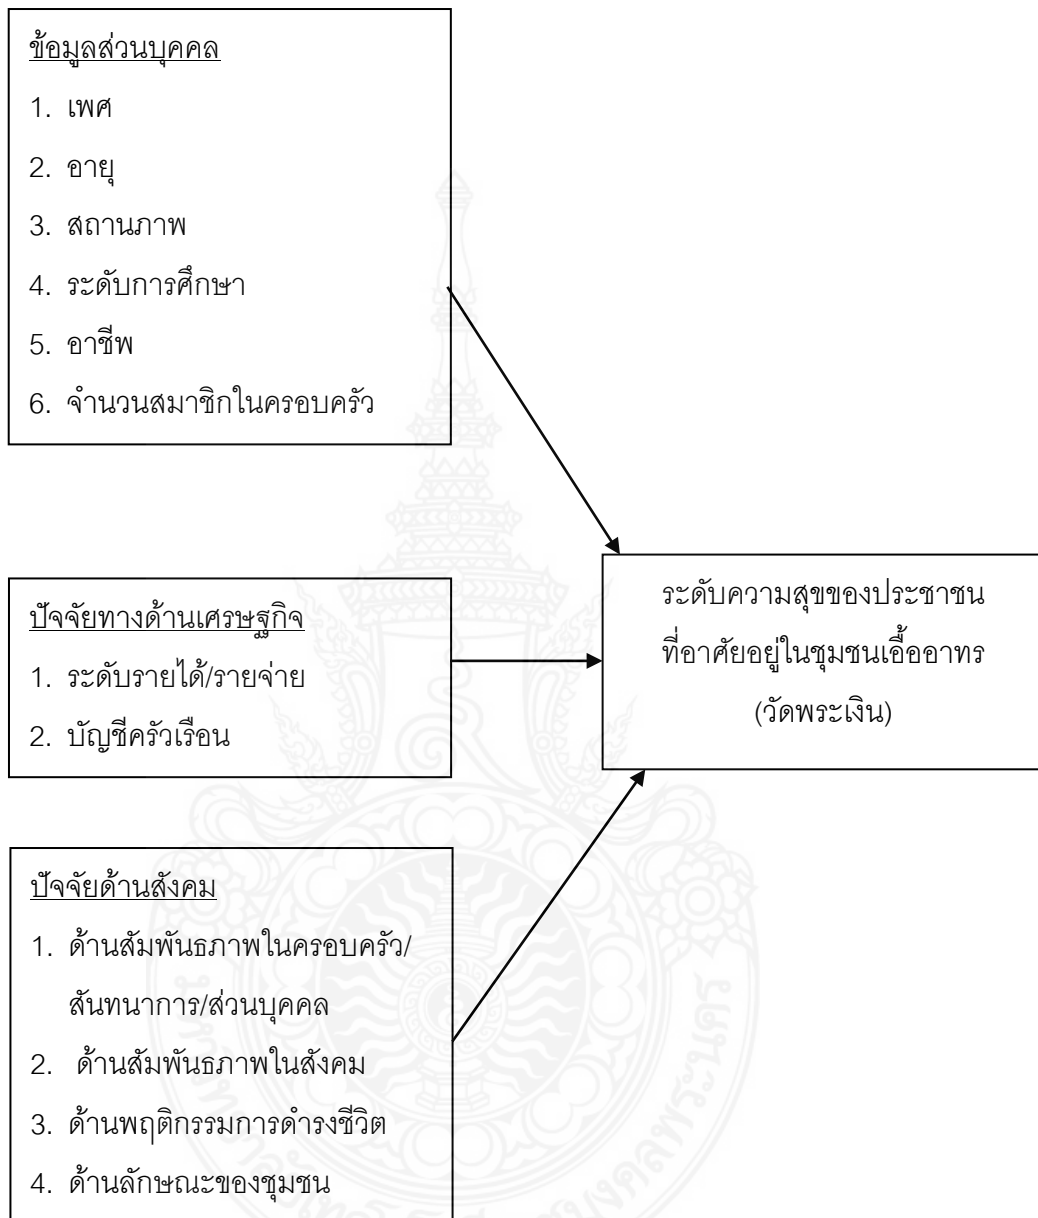 ข้อมูลส่วนบุคคล
1. เพศ
2. อายุ
3. สถานภาพ
4. ระดับการศึกษา
5. อาชีพ
6. จำนวนสมาชิกในครอบครัว
ปัจจัยทางด้านเศรษฐกิจ
1. ระดับรายได้/รายจ่าย
2. บัญชีครัวเรือน
ระดับความสุขของประชาชน
ที่อาศัยอยู่ในชุมชนเอื้ออาทร
(วัดพระเงิน)
ปัจจัยด้านสังคม
1. ด้านสัมพันธภาพในครอบครัว/
สันทนาการ/ส่วนบุคคล
2. ด้านสัมพันธภาพในสังคม
3. ด้านพฤติกรรมการดำรงชีวิต
4. ด้านลักษณะของชุมชน